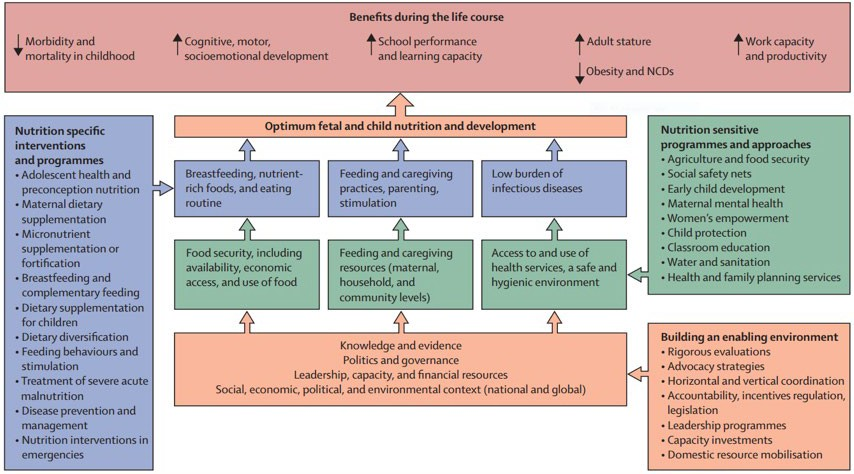 Benefits during the life course
Morbidity and
mortality in childhood
Cognitive, motor,
socioemotional development
School performance
and learning capacity
Adult stature
Obesity and NCDs
Work capacity
and productivity
Optimum fetal and child nutrition and development
Nutrition specific
interventions
and programmes
• Adolescent health and
preconception nutrition
• Maternal dietary
supplementation
• Micronutrient
supplementation or
fortification
• Breastfeeding and
complementary feeding
• Dietary supplementation
for children
• Dietary diversification
• Feeding behaviours and
stimulation
• Treatment of severe acute
malnutrition
• Disease prevention and
management
• Nutrition interventions in
emergencies
Breastfeeding, nutrient-
rich foods, and eating
routine
Feeding and caregiving
practices, parenting,
stimulation
Low burden of
infectious diseases
Food security, including
availability, economic
access, and use of food
Feeding and caregiving
resources (maternal,
household, and
community levels)
Access to and use of
health services, a safe and
hygienic environment
Knowledge and evidence
Politics and governance
Leadership, capacity, and financial resources
Social, economic, political, and environmental context (national and global)
Nutrition sensitive
programmes and approaches
• Agriculture and food security
• Social safety nets
• Early child development
• Maternal mental health
• Women's empowerment
• Child protection
• Classroom education
• Water and sanitation
• Health and family planning services
Building an enabling environment
• Rigorous evaluations
• Advocacy strategies
• Horizontal and vertical coordination
• Accountability, incentives regulation,
legislation
• Leadership programmes
• Capacity investments
• Domestic resource mobilisation